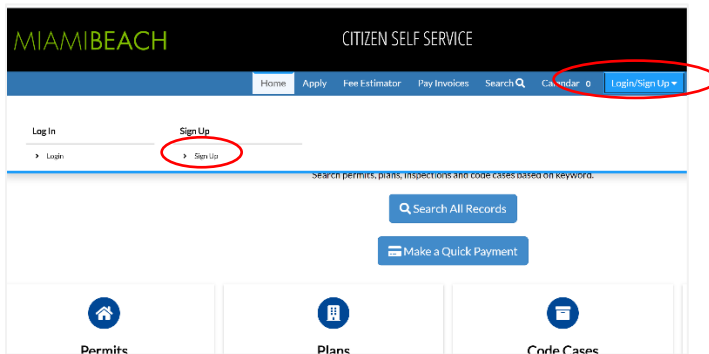 MIAMIBEACH
CITIZEN SELF SERVICE
Home Apply Fee Estimator Pay Invoices Search Calendar 0 Login/Sign Up
Log In Sign Up
Login Sign Up
Search permits, plans, inspections and code cases based on keyword.
Search All Records
Make a Quick Payment
Permits Plans Code Cases